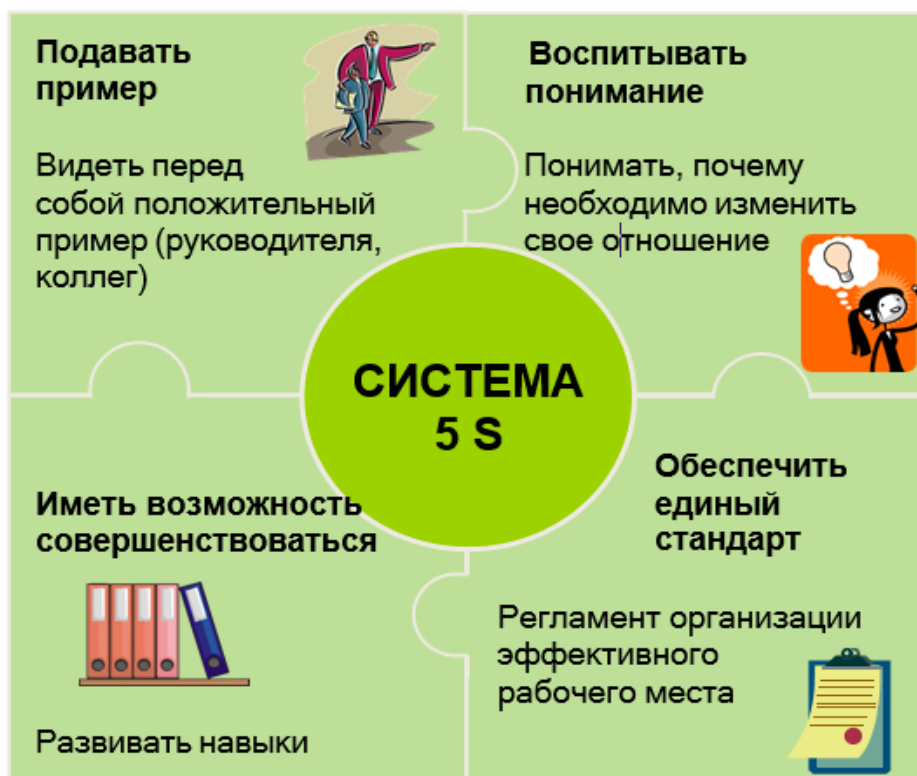 Подавать
пример
Видеть перед
собой положительный
пример (руководителя,
коллег)
Воспитывать
понимание
Понимать, почему
необходимо изменить
свое отношение
СИСТЕМА
5 S
Иметь возможность
совершенствоваться
Развивать навыки
Обеспечить
единый
стандарт
Регламент организации
эффективного
рабочего места